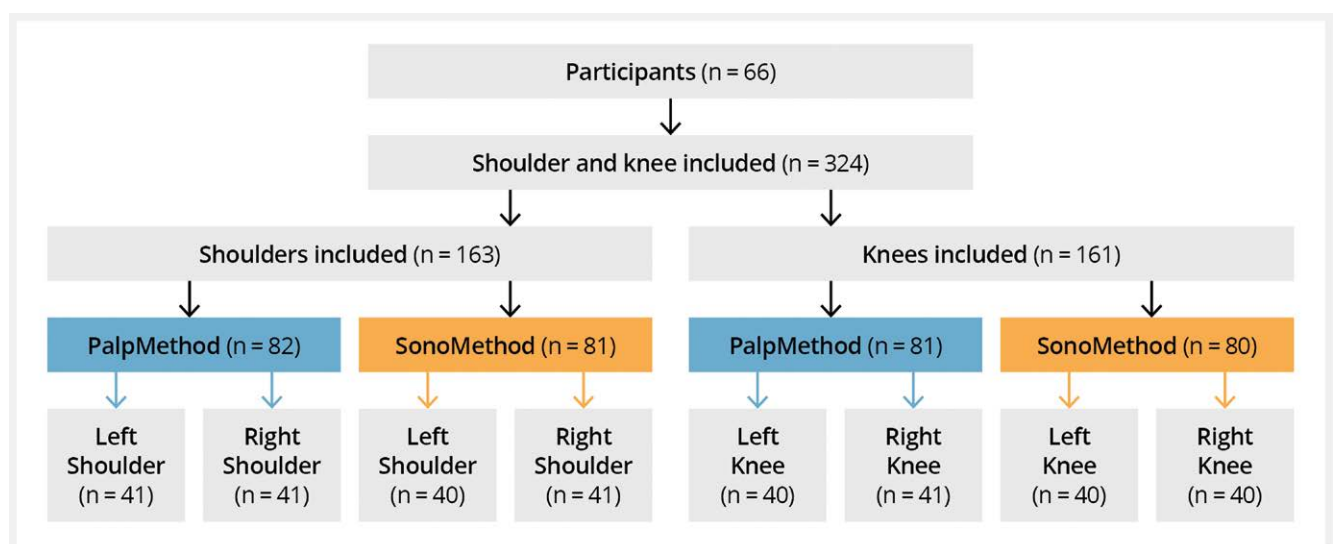 Participants (n = 66)
Shoulder and knee included (n = 324)
Shoulders included (n = 163)
Knees included (n = 161)
PalpMethod (n = 82)
SonoMethod (n = 81)
PalpMethod (n = 81)
SonoMethod (n = 80)
Left
Shoulder
(n = 41)
Right
Shoulder
(n = 41)
Left
Shoulder
(n = 40)
Right
Shoulder
(n = 41)
Left
Knee
(n = 40)
Right
Knee
(n = 41)
Left
Knee
(n = 40)
Right
Knee
(n = 40)